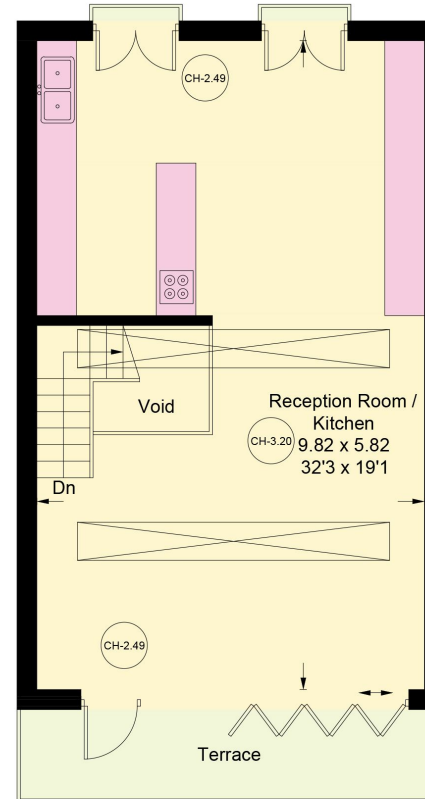 CH-2.49
Void
Reception Room /
Kitchen
CH-3.20
9.82 x 5.82
32'3 x 19'1
Dn
CH-2.49
Terrace